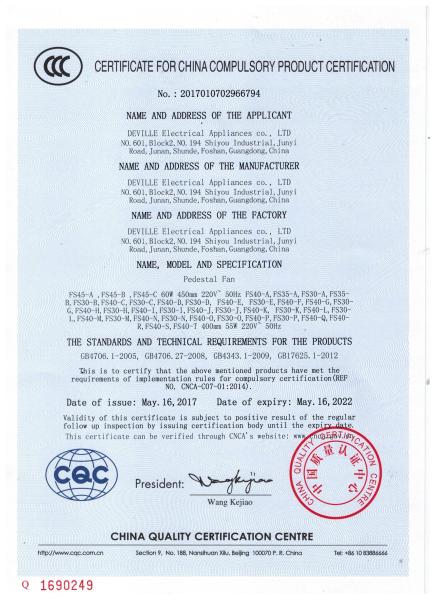 CCC
CERTIFICATE FOR CHINA COMPULSORY PRODUCT CERTIFICATION
No.: 2017010702966794
NAME AND ADDRESS OF THE APPLICANT
DEVILLE Electrical Appliances co., LTD
NO.601,Block2,NO.194 Shiyou Industrial,Junyi
Road,Junan,Shunde,Foshan,Guangdong,China
NAME AND ADDRESS OF THE MANUFACTURER
DEVILLE Electrical Appliances co., LTD
NO.601,Block2,NO.194 Shiyou Industrial,Junyi
Road,Junan,Shunde,Foshan,Guangdong,China
NAME AND ADDRESS OF THE FACTORY
DEVILLE Electrical Appliances co., LTD
NO.601,Block2,NO.194 Shiyou Industrial,Junyi
Road,Junan,Shunde,Foshan,Guangdong,China
NAME, MODEL AND SPECIFICATION
Pedestal Fan
FS45-A ,FS45-B ,FS45-C 60W 450mm 220V~ 50Hz FS40-A,FS35-A,FS30-A,FS35-
B,FS30-B,FS40-C,FS30-C,FS40-D,FS30-D, FS40-E, FS30-E,FS40-F,FS40-G,FS30-
G,FS40-H,FS30-H,FS40-I,FS30-I,FS40-J,FS30-J,FS40-K, FS30-K,FS40-L,FS30-
L,FS40-M,FS30-M,FS40-N,FS30-N,FS40-O,FS30-O,FS40-P,FS30-P,FS40-Q,FS40-
R,FS40-S,FS40-T 400mm 55W 220V~ 50Hz
THE STANDARDS AND TECHNICAL REQUIREMENTS FOR THE PRODUCTS
GB4706.1-2005, GB4706.27-2008, GB4343.1-2009, GB17625.1-2012
This is to certify that the above mentioned products have met the
requirements of implementation rules for compulsory certification(REF
NO. CNCA-C07-01:2014).
Date of issue: May.16,2017 Date of expiry: May.16,2022
Validity of this certificate is subject to positive result of the regular
follow up inspection by issuing certification body until the expiry date.
This certificate can be verified through CNCA's website:
CHINA QUALITY CERTIFICATION CENTRE
中国质量认证中心
CQC
President:
Wang Kejiao
CHINA QUALITY CERTIFICATION CENTRE
http://www.cqc.com.cn Section 9, No. 188, Nansihuan Xilu, Beijing 100070 P. R. China Tel: +86 10 83886666
Q 1690249